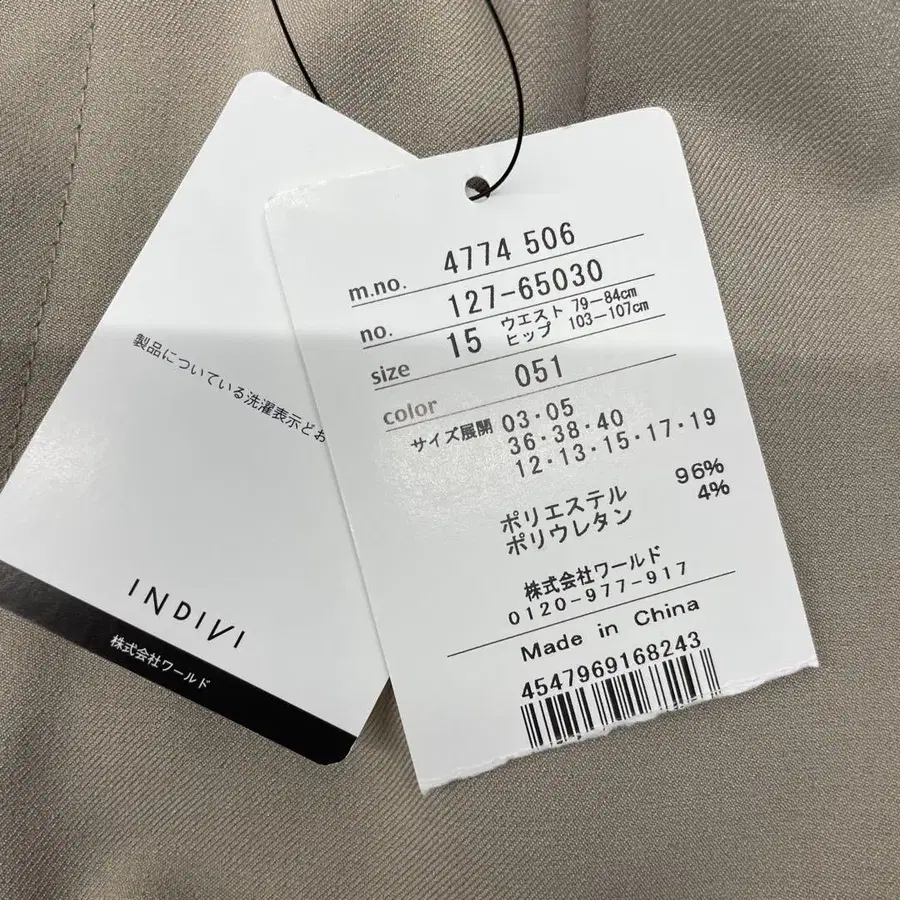 製品についている洗濯表示とお
INDIVI
株式会社ワールド
m.no. 4774 506
no. 127-65030
size 15 ウエスト 79－84cm
ヒップ 103－107cm
color 051
サイズ展開 03・05
36・38・40
12・13・15・17・19
ポリエステル 96%
ポリウレタン 4%
株式会社ワールド
0120-977-917
Made in China
4547969168243